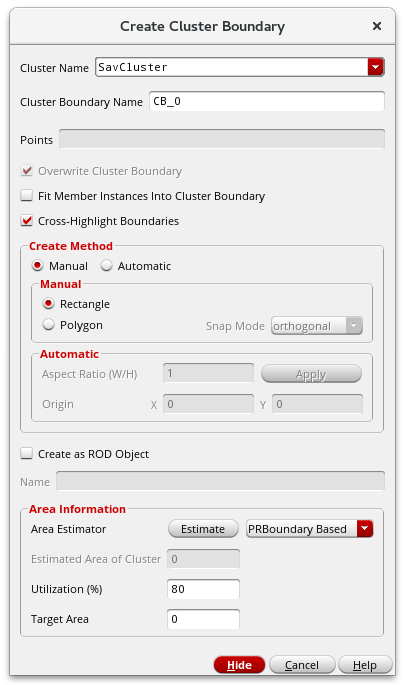 Create Cluster Boundary
Cluster Name SavCluster
Cluster Boundary Name CB_0
Points
Overwrite Cluster Boundary
Fit Member Instances Into Cluster Boundary
Cross-Highlight Boundaries
Create Method
Manual Automatic
Manual
Rectangle
Polygon Snap Mode orthogonal
Automatic
Aspect Ratio (W/H) 1 Apply
Origin X 0 Y 0
Create as ROD Object
Name
Area Information
Area Estimator Estimate PRBoundary Based
Estimated Area of Cluster 0
Utilization (%) 80
Target Area 0
Hide Cancel Help